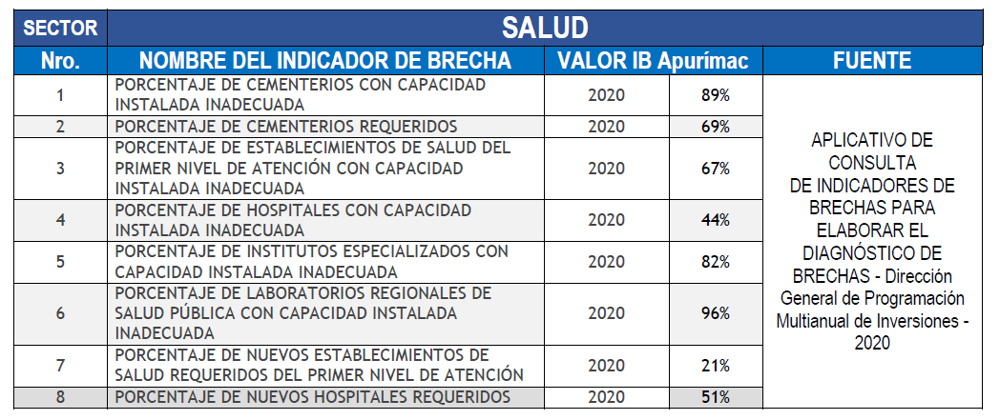 SECTOR SALUD
Nro. NOMBRE DEL INDICADOR DE BRECHA VALOR IB Apurímac FUENTE
1 PORCENTAJE DE CEMENTERIOS CON CAPACIDAD
INSTALADA INADECUADA 2020 89%
2 PORCENTAJE DE CEMENTERIOS REQUERIDOS 2020 69%
3 PORCENTAJE DE ESTABLECIMIENTOS DE SALUD DEL
PRIMER NIVEL DE ATENCIÓN CON CAPACIDAD
INSTALADA INADECUADA 2020 67%
4 PORCENTAJE DE HOSPITALES CON CAPACIDAD
INSTALADA INADECUADA 2020 44%
5 PORCENTAJE DE INSTITUTOS ESPECIALIZADOS CON
CAPACIDAD INSTALADA INADECUADA 2020 82%
6 PORCENTAJE DE LABORATORIOS REGIONALES DE
SALUD PÚBLICA CON CAPACIDAD INSTALADA
INADECUADA 2020 96%
7 PORCENTAJE DE NUEVOS ESTABLECIMIENTOS DE
SALUD REQUERIDOS DEL PRIMER NIVEL DE ATENCIÓN 2020 21%
8 PORCENTAJE DE NUEVOS HOSPITALES REQUERIDOS 2020 51%
APLICATIVO DE
CONSULTA
DE INDICADORES DE
BRECHAS PARA
ELABORAR EL
DIAGNÓSTICO DE
BRECHAS - Dirección
General de Programación
Multianual de Inversiones -
2020